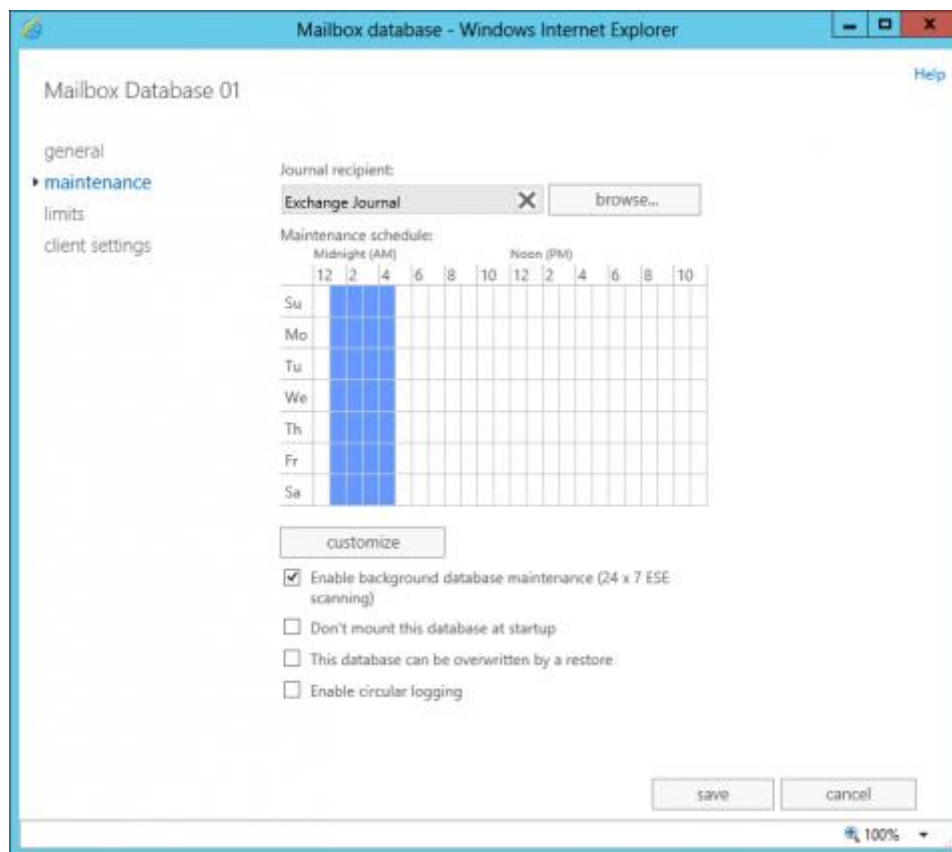 Mailbox database - Windows Internet Explorer
Help
Mailbox Database 01
general
maintenance
limits
client settings
Journal recipient:
Exchange Journal
browse...
Maintenance schedule:
Midnight (AM) Noon (PM)
12 2 4 6 8 10 12 2 4 6 8 10
Su
Mo
Tu
We
Th
Fr
Sa
customize
Enable background database maintenance (24 x 7 ESE
scanning)
Don't mount this database at startup
This database can be overwritten by a restore
Enable circular logging
save cancel
100%